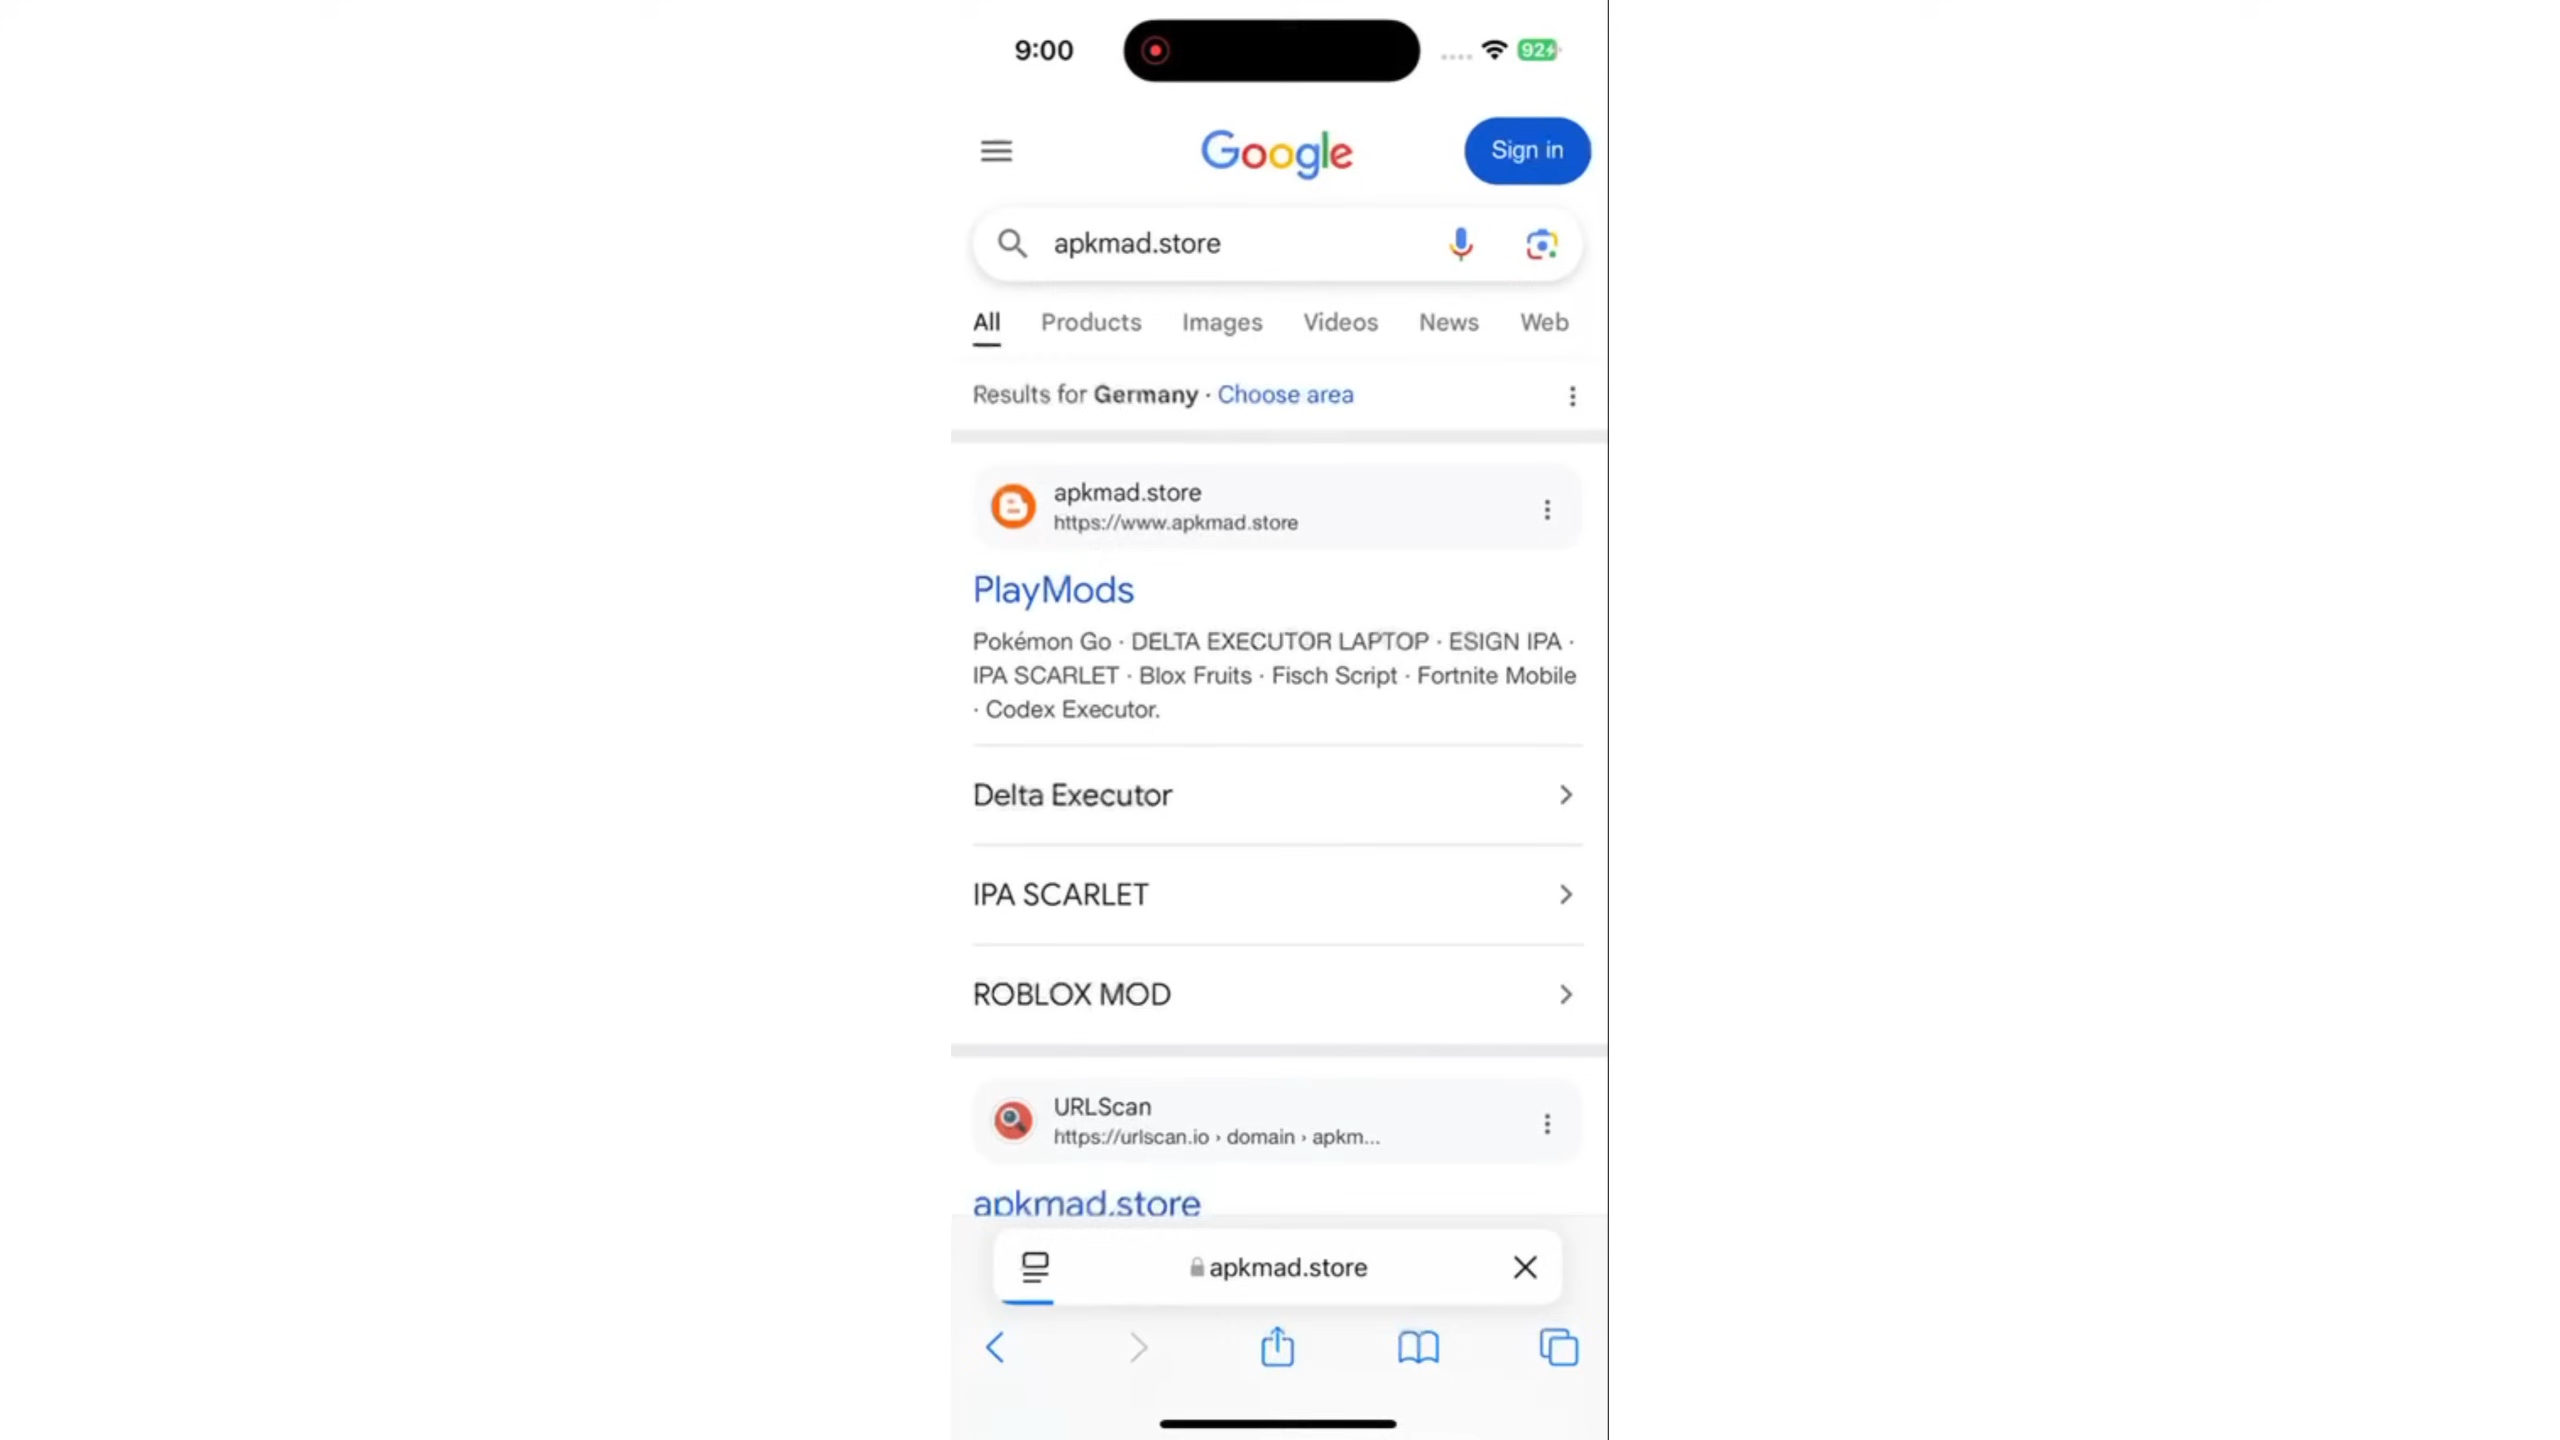 9:00
92
Google
Sign in
apkmad.store
All Products Images Videos News Web
Results for Germany · Choose area
apkmad.store
https://www.apkmad.store
PlayMods
Pokémon Go · DELTA EXECUTOR LAPTOP · ESIGN IPA ·
IPA SCARLET · Blox Fruits · Fisch Script · Fortnite Mobile
· Codex Executor.
Delta Executor
IPA SCARLET
ROBLOX MOD
URLScan
https://urlscan.io › domain › apkm...
apkmad.store
apkmad.store